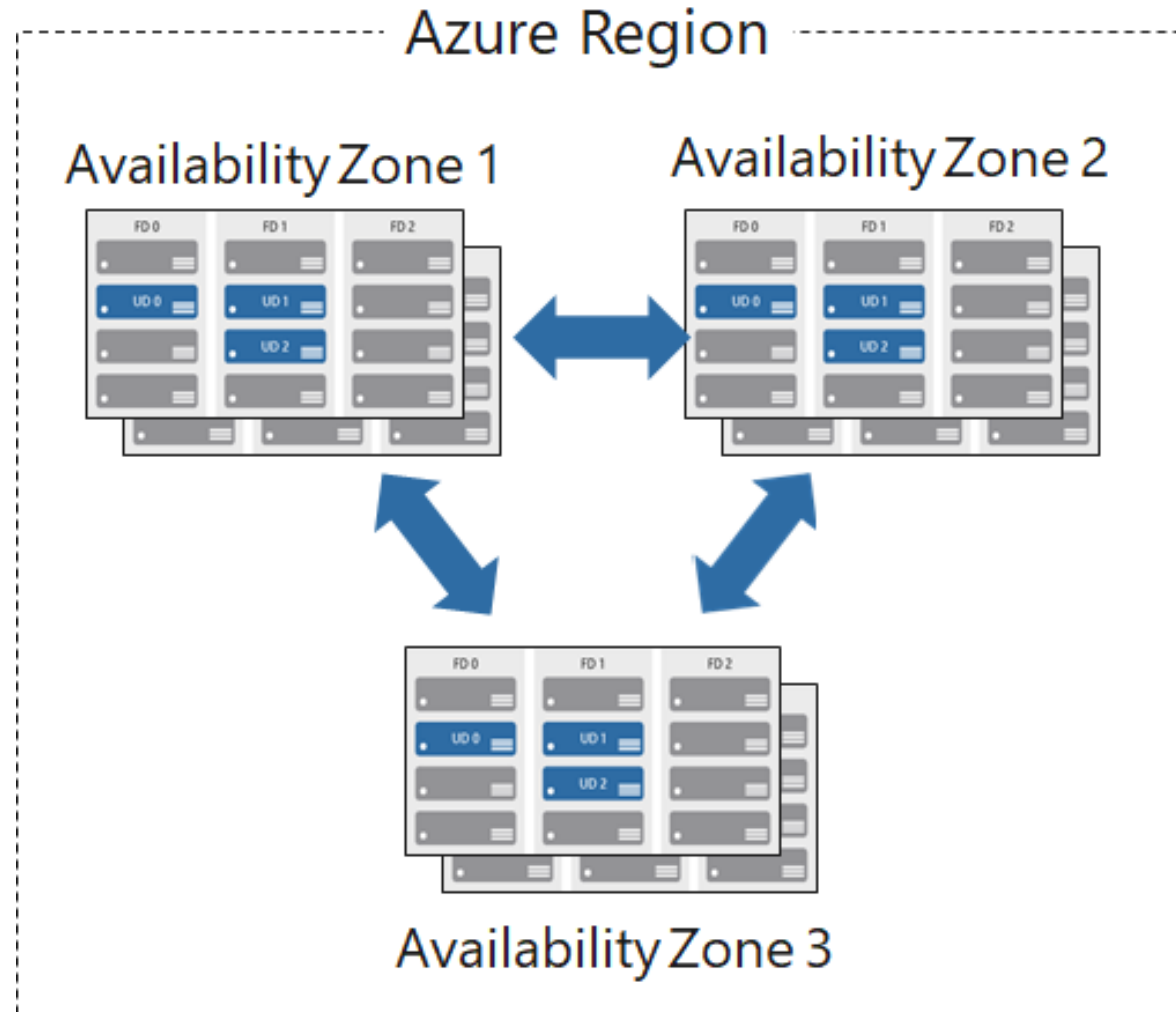 Azure Region
Availability Zone 1
Availability Zone 2
FD 0 FD 1 FD 2
UD 0 UD 1
UD 2
FD 0 FD 1 FD 2
UD 0 UD 1
UD 2
FD 0 FD 1 FD 2
UD 0 UD 1
UD 2
Availability Zone 3